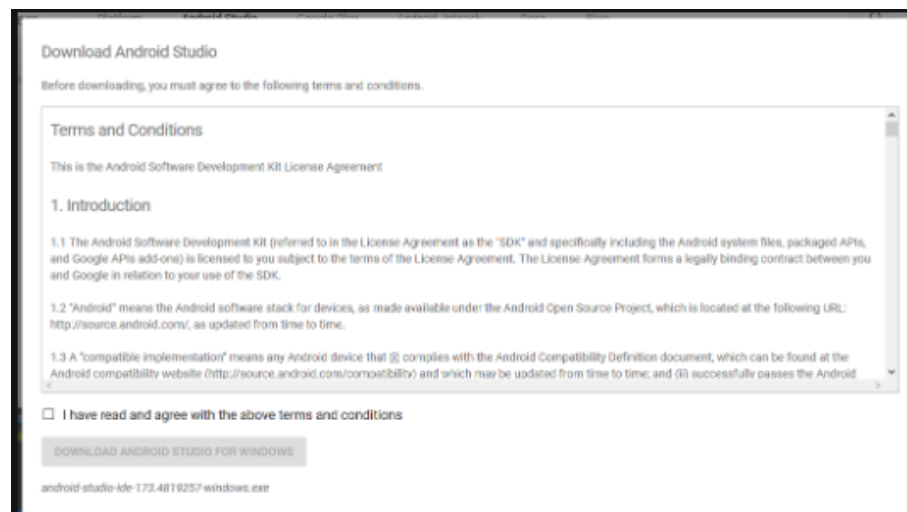 Download Android Studio
Before downloading, you must agree to the following terms and conditions.
Terms and Conditions
This is the Android Software Development Kit License Agreement
1. Introduction
1.1 The Android Software Development Kit (referred to in the License Agreement as the "SDK" and specifically including the Android system files, packaged APIs,
and Google APIs add-ons) is licensed to you subject to the terms of the License Agreement. The License Agreement forms a legally binding contract between you
and Google in relation to your use of the SDK.
1.2 "Android" means the Android software stack for devices, as made available under the Android Open Source Project, which is located at the following URL:
http://source.android.com/, as updated from time to time.
1.3 A "compatible implementation" means any Android device that (i) complies with the Android Compatibility Definition document, which can be found at the
Android compatibility website (http://source.android.com/compatibility) and which may be updated from time to time; and (ii) successfully passes the Android
I have read and agree with the above terms and conditions
DOWNLOAD ANDROID STUDIO FOR WINDOWS
android-studio-ide-173.4819257-windows.exe